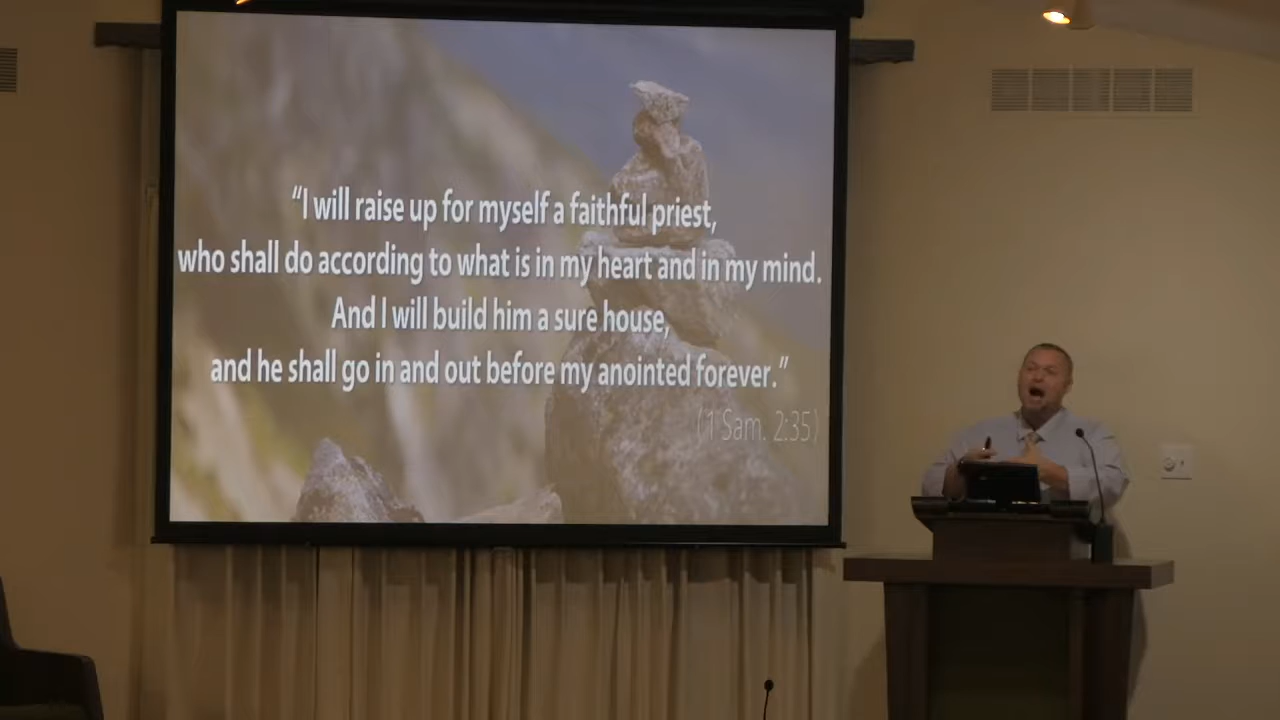 “I will raise up for myself a faithful priest,
who shall do according to what is in my heart and in my mind.
And I will build him a sure house,
and he shall go in and out before my anointed forever.”
(1 Sam. 2:35)